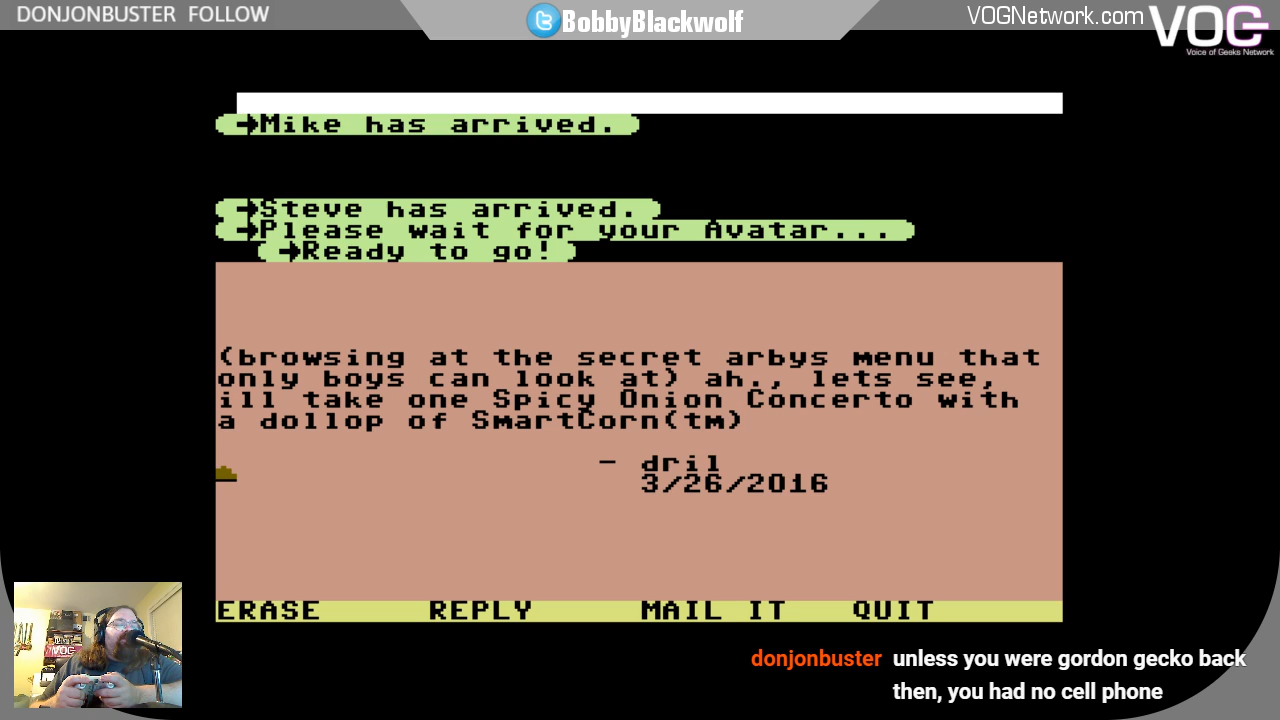 DONJONBUSTER FOLLOW
BobbyBlackwolf
VOGNetwork.com
VOG
Voice of Geeks Network
→Mike has arrived.
→Steve has arrived.
→Please wait for your Avatar...
→Ready to go!
(browsing at the secret arbys menu that
only boys can look at) ah., lets see,
ill take one Spicy Onion Concerto with
a dollop of SmartCorn(tm)
- dril
3/26/2016
ERASE REPLY MAIL IT QUIT
VOG
donjonbuster unless you were gordon gecko back
then, you had no cell phone